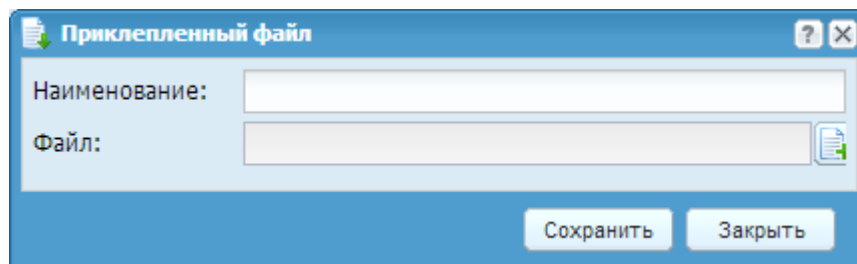 Приклепленный файл
Наименование:
Файл:
Сохранить Закрыть